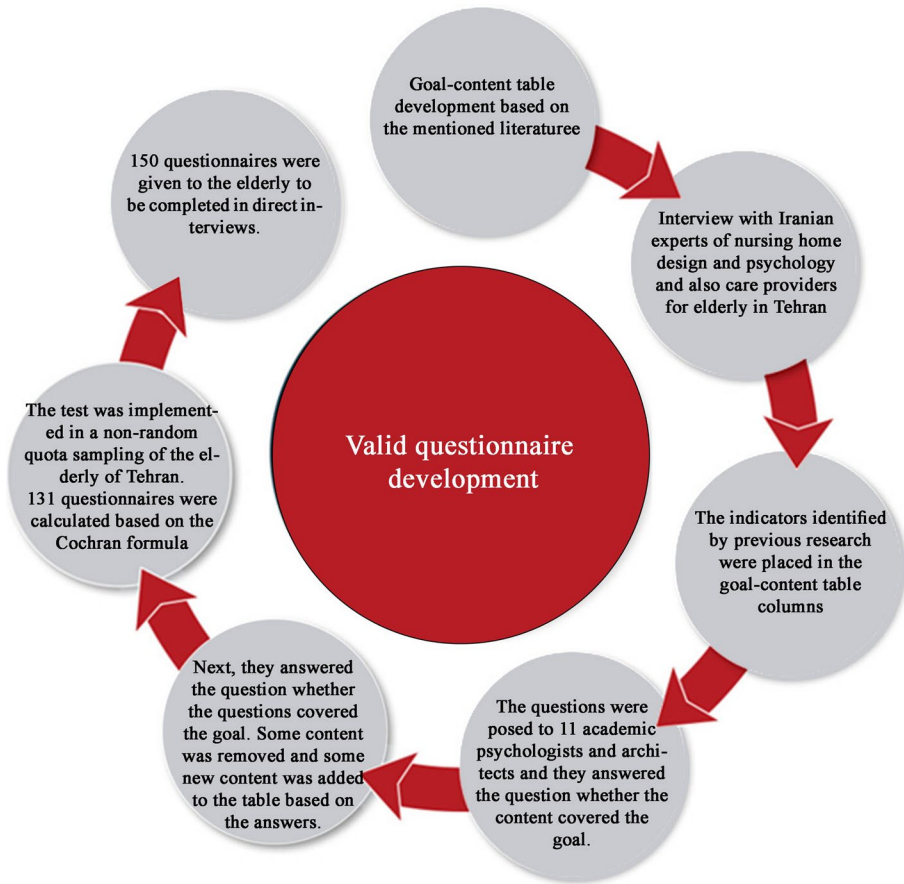 Goal-content table
development based on
the mentioned literaturee
Interview with Iranian
experts of nursing home
design and psychology
and also care providers
for elderly in Tehran
The indicators identified
by previous research
were placed in the
goal-content table
columns
The questions were
posed to 11 academic
psychologists and archi-
tects and they answered
the question whether the
content covered the
goal.
Next, they answered
the question whether
the questions covered
the goal. Some content
was removed and some
new content was added
to the table based on
the answers.
The test was implement-
ed in a non-random
quota sampling of the el-
derly of Tehran.
131 questionnaires were
calculated based on the
Cochran formula
150 questionnaires were
given to the elderly to
be completed in direct in-
terviews.
Valid questionnaire
development